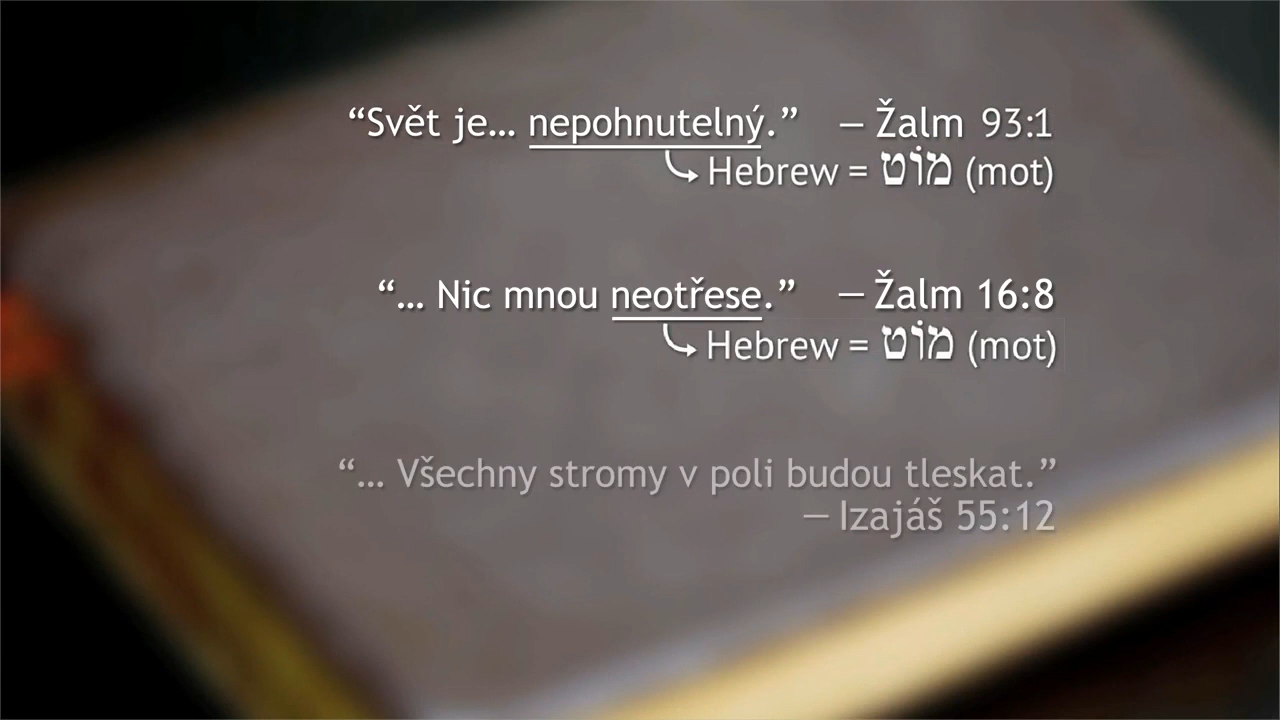 “Svět je... nepohnutelný.” – Žalm 93:1
Hebrew = מוֹט (mot)
“... Nic mnou neotřese.” – Žalm 16:8
Hebrew = מוֹט (mot)
“... Všechny stromy v poli budou tleskat.”
– Izajáš 55:12